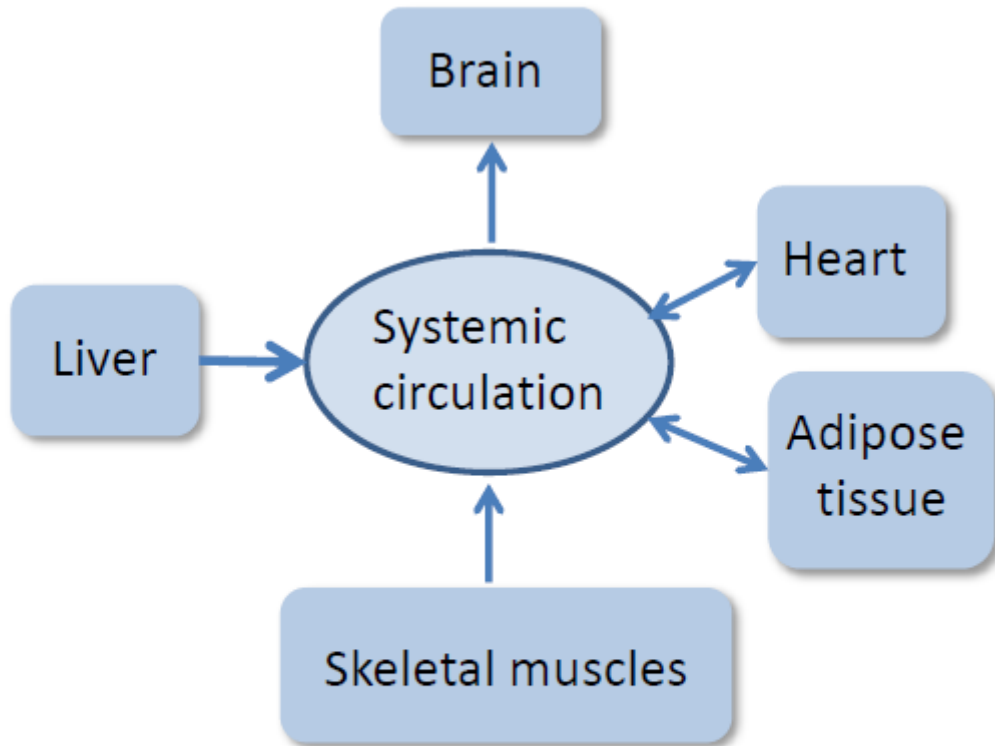 Brain
Heart
Liver
Systemic
circulation
Adipose
tissue
Skeletal muscles